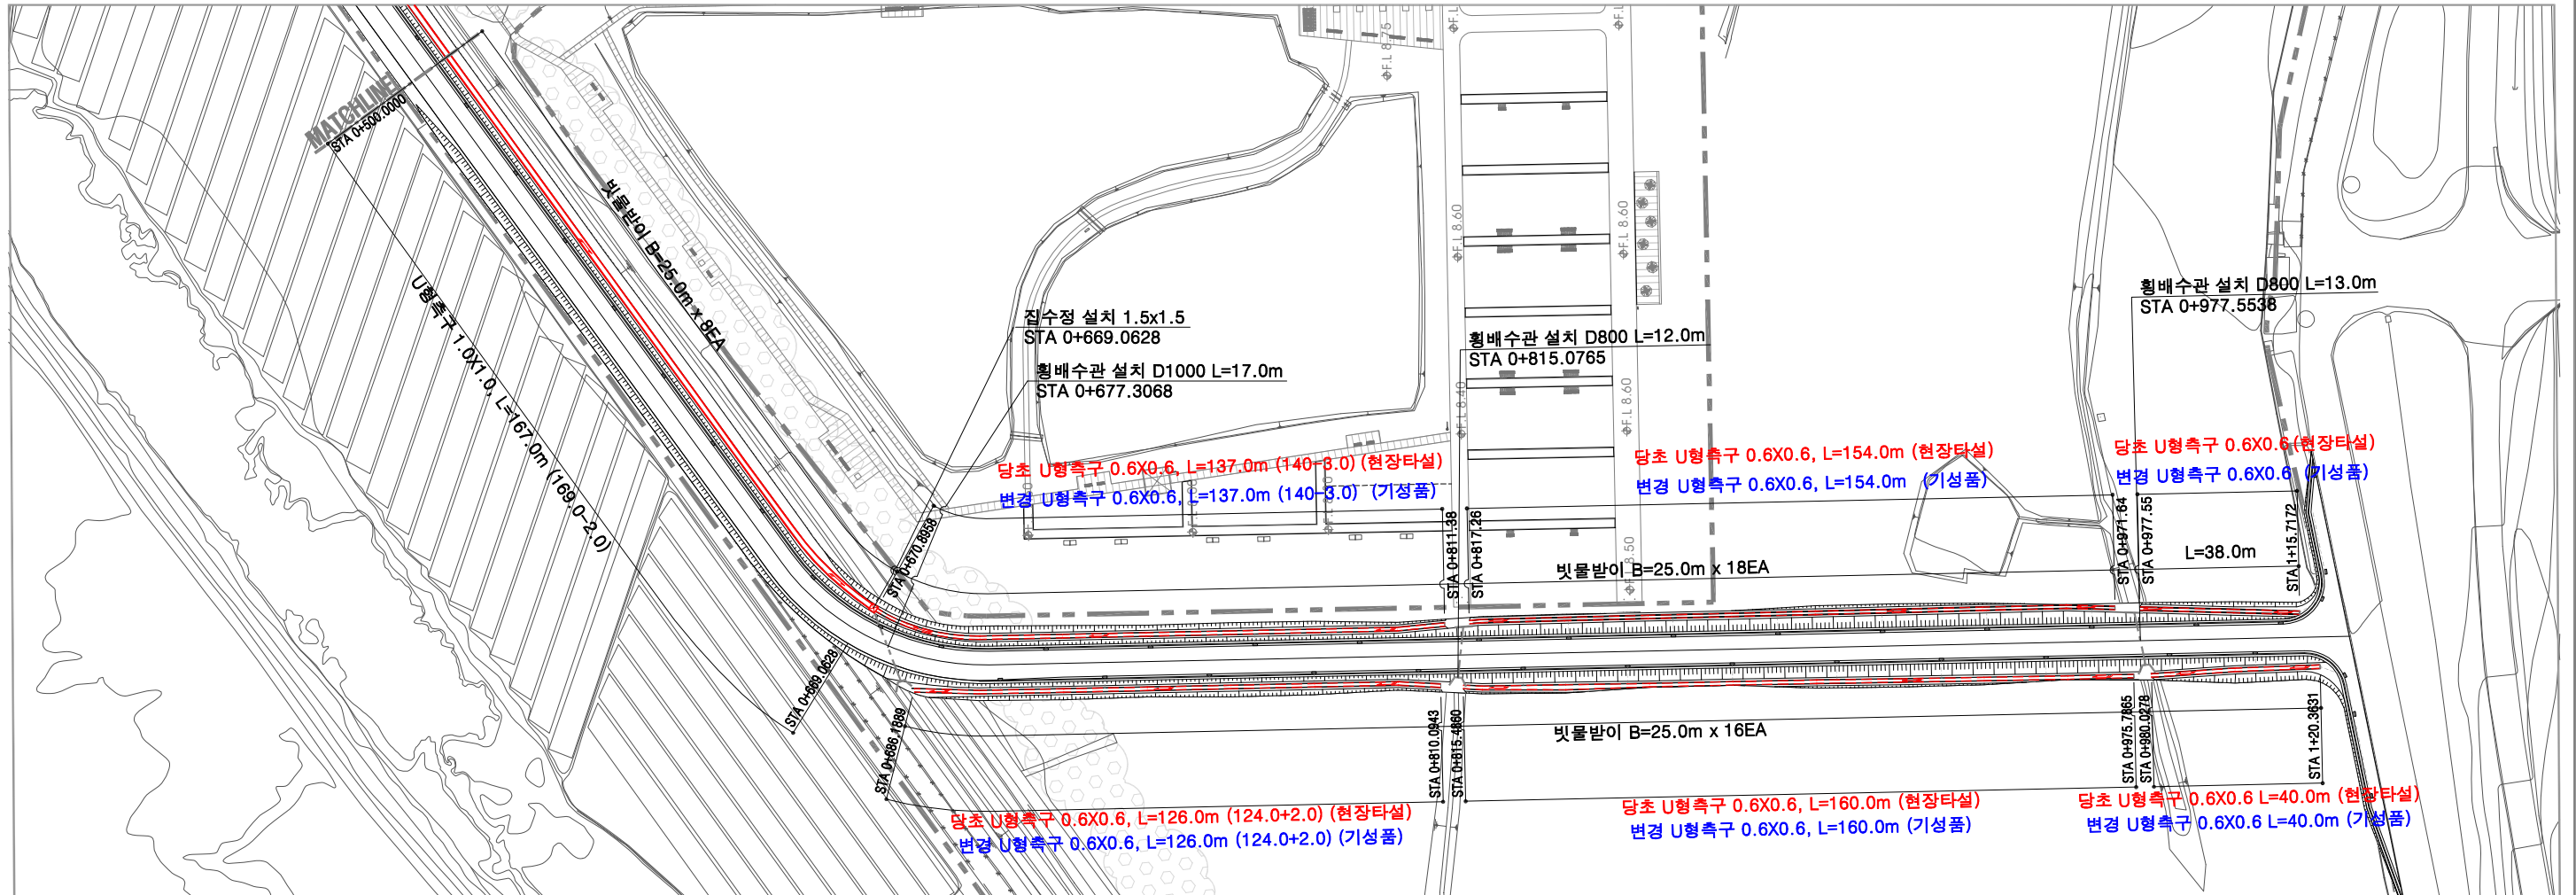 MATCHLINE
STA 0+500.0000
빗물받이 B=25.0m x 8EA
U형측구 1.0X1.0, L=167.0m (169.0-2.0)
집수정 설치 1.5x1.5
STA 0+669.0628
횡배수관 설치 D1000 L=17.0m
STA 0+677.3068
횡배수관 설치 D800 L=12.0m
STA 0+815.0765
횡배수관 설치 D800 L=13.0m
STA 0+977.5538
F.L 8.75
F.L 8.60
F.L 8.60
F.L 8.40
F.L 8.60
F.L 8.50
당초 U형측구 0.6X0.6, L=137.0m (140-3.0) (현장타설)
변경 U형측구 0.6X0.6, L=137.0m (140-3.0) (기성품)
당초 U형측구 0.6X0.6, L=154.0m (현장타설)
변경 U형측구 0.6X0.6, L=154.0m (기성품)
당초 U형측구 0.6X0.6 (현장타설)
변경 U형측구 0.6X0.6 (기성품)
L=38.0m
STA 0+670.8958
STA 0+811.38
STA 0+817.26
STA 0+971.64
STA 0+977.55
STA 1+15.7172
빗물받이 B=25.0m x 18EA
STA 0+669.0628
STA 0+686.1889
STA 0+810.0943
STA 0+815.4860
STA 0+975.7865
STA 0+980.0278
STA 1+20.3631
빗물받이 B=25.0m x 16EA
당초 U형측구 0.6X0.6, L=126.0m (124.0+2.0) (현장타설)
변경 U형측구 0.6X0.6, L=126.0m (124.0+2.0) (기성품)
당초 U형측구 0.6X0.6, L=160.0m (현장타설)
변경 U형측구 0.6X0.6, L=160.0m (기성품)
당초 U형측구 0.6X0.6 L=40.0m (현장타설)
변경 U형측구 0.6X0.6 L=40.0m (기성품)